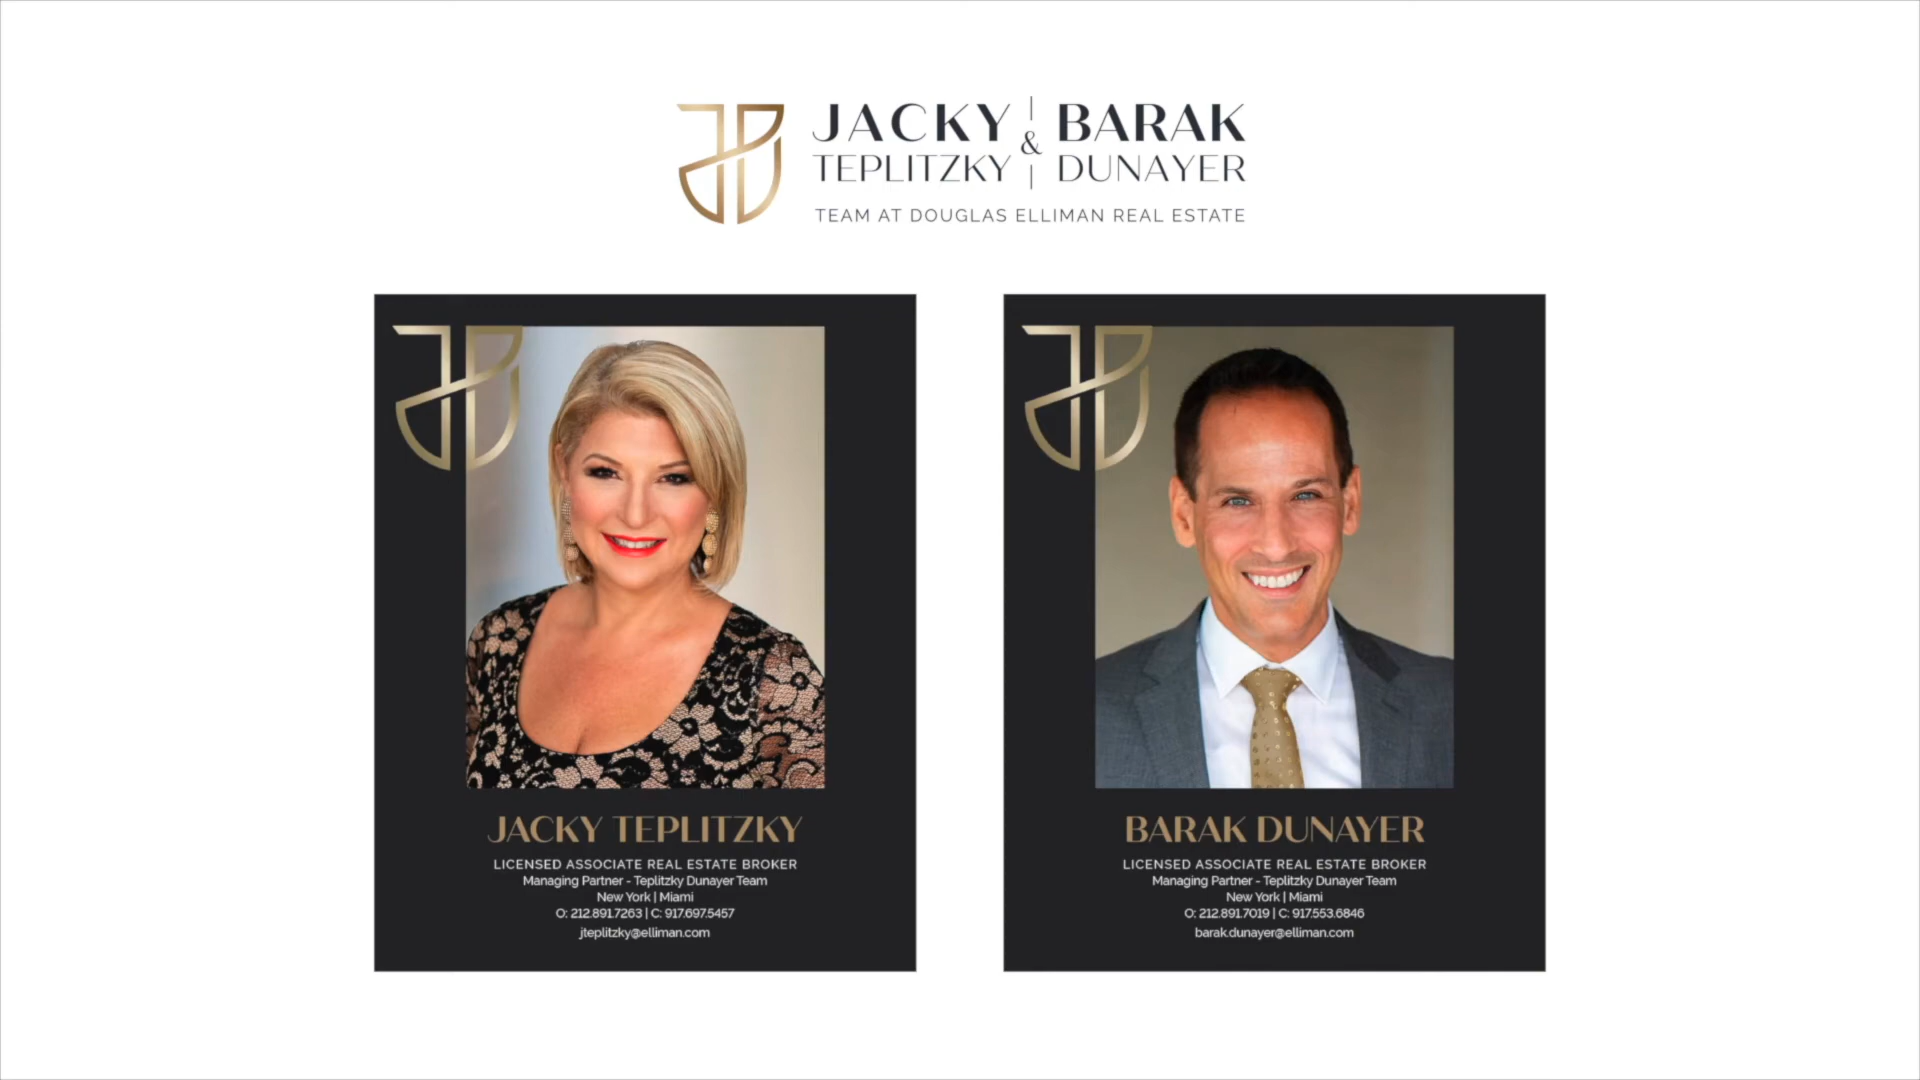 JACKY & BARAK
TEPLITZKY DUNAYER
TEAM AT DOUGLAS ELLIMAN REAL ESTATE
JACKY TEPLITZKY
LICENSED ASSOCIATE REAL ESTATE BROKER
Managing Partner - Teplitzky Dunayer Team
New York | Miami
O: 212.891.7263 | C: 917.697.5457
jteplitzky@elliman.com
BARAK DUNAYER
LICENSED ASSOCIATE REAL ESTATE BROKER
Managing Partner - Teplitzky Dunayer Team
New York | Miami
O: 212.891.7019 | C: 917.553.6846
barak.dunayer@elliman.com